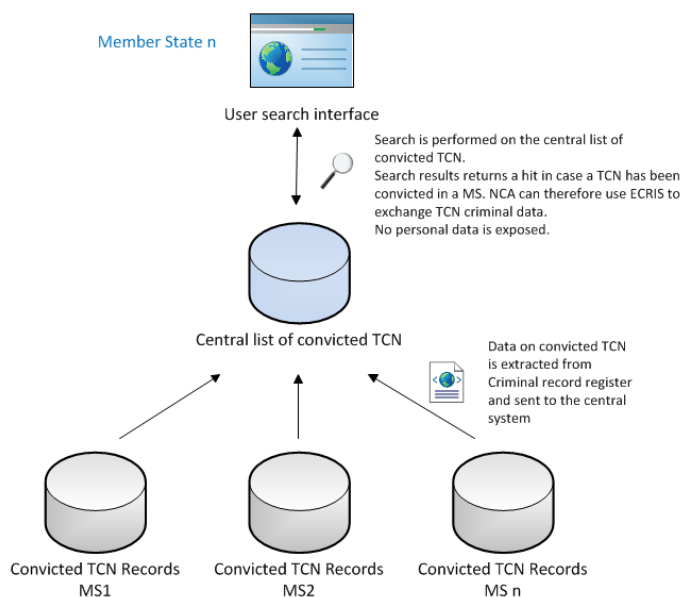 Member State n
User search interface
Search is performed on the central list of
convicted TCN.
Search results returns a hit in case a TCN has been
convicted in a MS. NCA can therefore use ECRIS to
exchange TCN criminal data.
No personal data is exposed.
Central list of convicted TCN
Data on convicted TCN
is extracted from
Criminal record register
and sent to the central
system
Convicted TCN Records
MS1
Convicted TCN Records
MS2
Convicted TCN Records
MS n